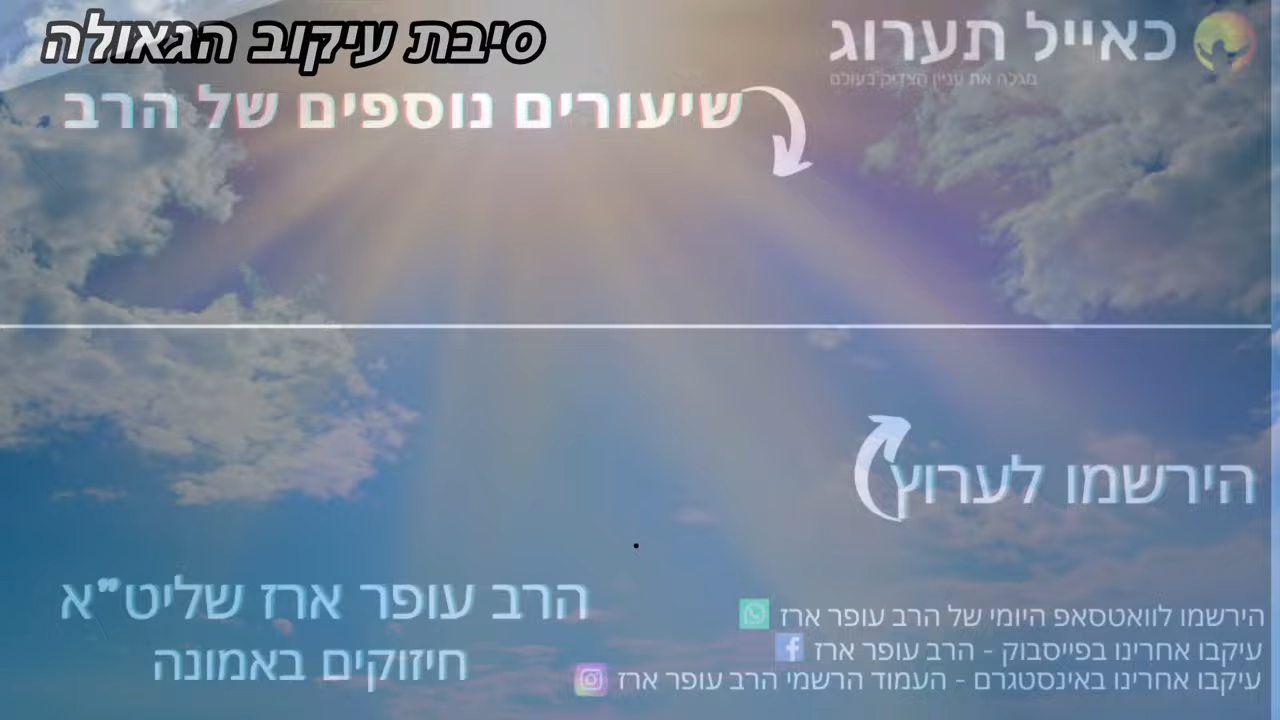 סיבת עיקוב הגאולה
כאייל תערוג
מגלה את עניין הצדיק בעולם
שיעורים נוספים של הרב
הירשמו לערוץ
הרב עופר ארז שליט"א
חיזוקים באמונה
הירשמו לוואטסאפ היומי של הרב עופר ארז
עיקבו אחרינו בפייסבוק - הרב עופר ארז
עיקבו אחרינו באינסטגרם - העמוד הרשמי הרב עופר ארז